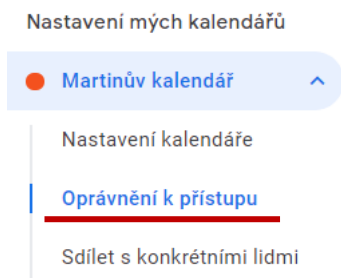 Nastavení mých kalendářů
Martinův kalendář
Nastavení kalendáře
Oprávnění k přístupu
Sdílet s konkrétními lidmi